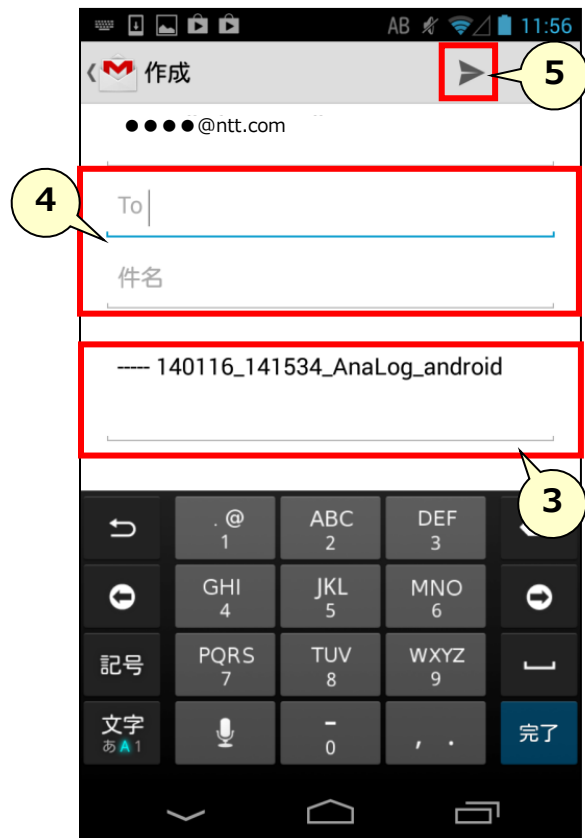 AB 11:56
作成
5
●●●●@ntt.com
4
To
件名
----- 140116_141534_AnaLog_android
3
. @ ABC DEF
1 2 3
GHI JKL MNO
4 5 6
記号 PQRS TUV WXYZ
7 8 9
文字 - , . 完了
あA1 0